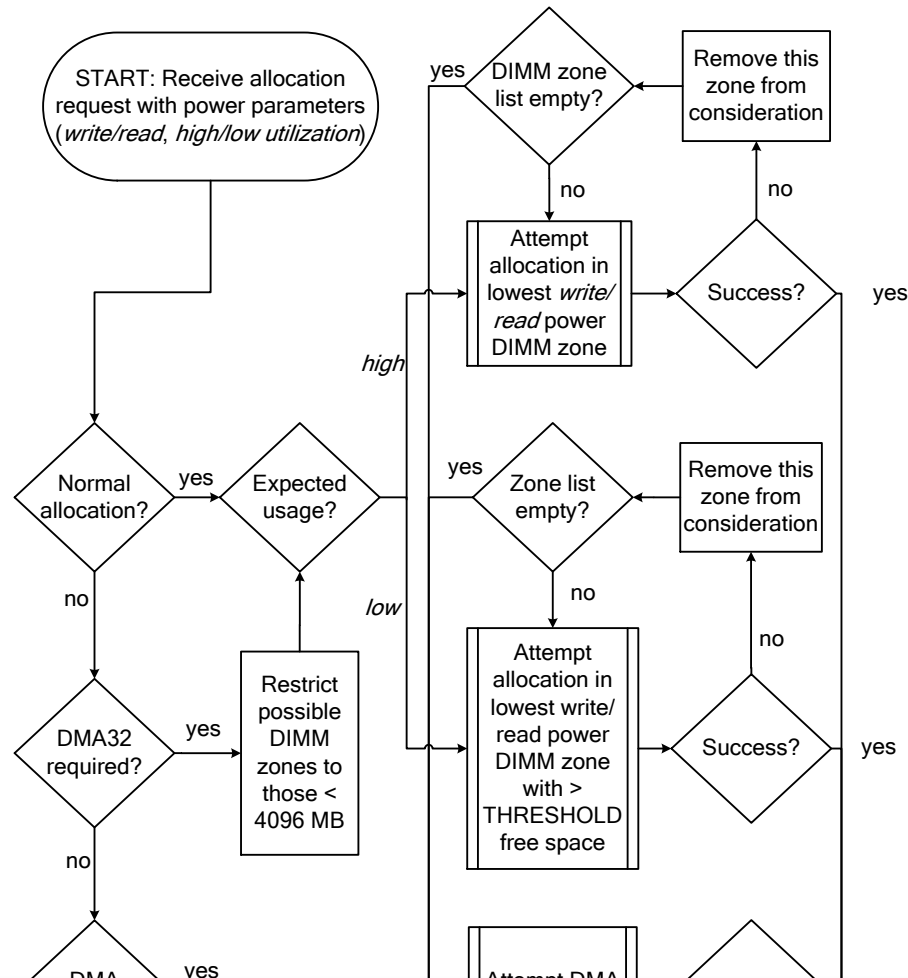 START: Receive allocation
request with power parameters
(write/read, high/low utilization)
yes
DIMM zone
list empty?
Remove this
zone from
consideration
no
no
Attempt
allocation in
lowest write/
read power
DIMM zone
Success?
yes
high
Normal
allocation?
yes
Expected
usage?
yes
Zone list
empty?
Remove this
zone from
consideration
no
low
no
no
Attempt
allocation in
lowest write/
read power
DIMM zone
with >
THRESHOLD
free space
Success?
yes
DMA32
required?
yes
Restrict
possible
DIMM
zones to
those <
4096 MB
no
DMA
yes
Attempt DMA